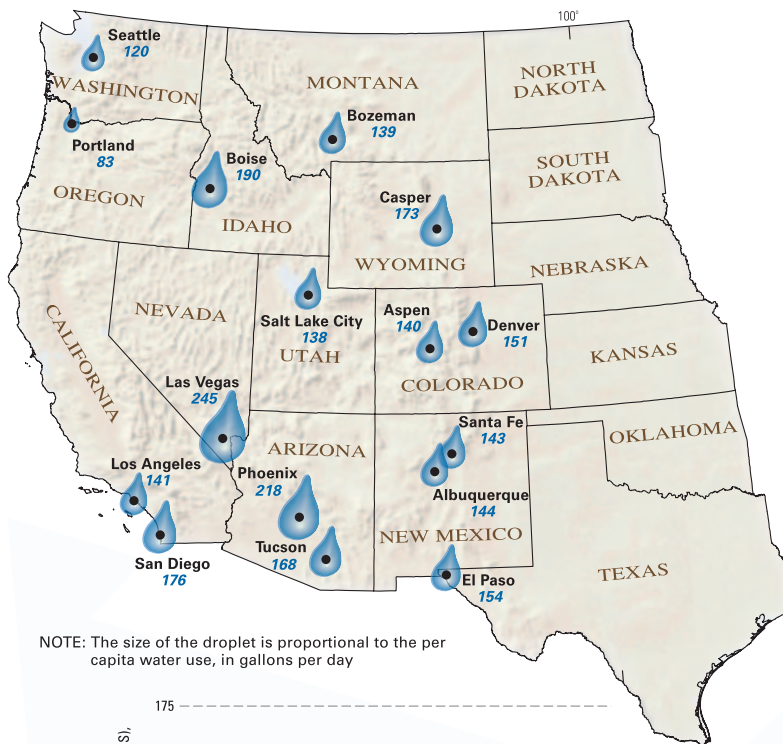 100°
Seattle
120
WASHINGTON
MONTANA
NORTH
DAKOTA
Portland
83
Bozeman
139
Boise
190
SOUTH
DAKOTA
OREGON
IDAHO
Casper
173
WYOMING
NEBRASKA
NEVADA
Salt Lake City
138
UTAH
Aspen
140
Denver
151
COLORADO
KANSAS
CALIFORNIA
Las Vegas
245
ARIZONA
Santa Fe
143
OKLAHOMA
Los Angeles
141
Phoenix
218
Albuquerque
144
NEW MEXICO
San Diego
176
Tucson
168
El Paso
154
TEXAS
NOTE: The size of the droplet is proportional to the per
capita water use, in gallons per day
175
S),